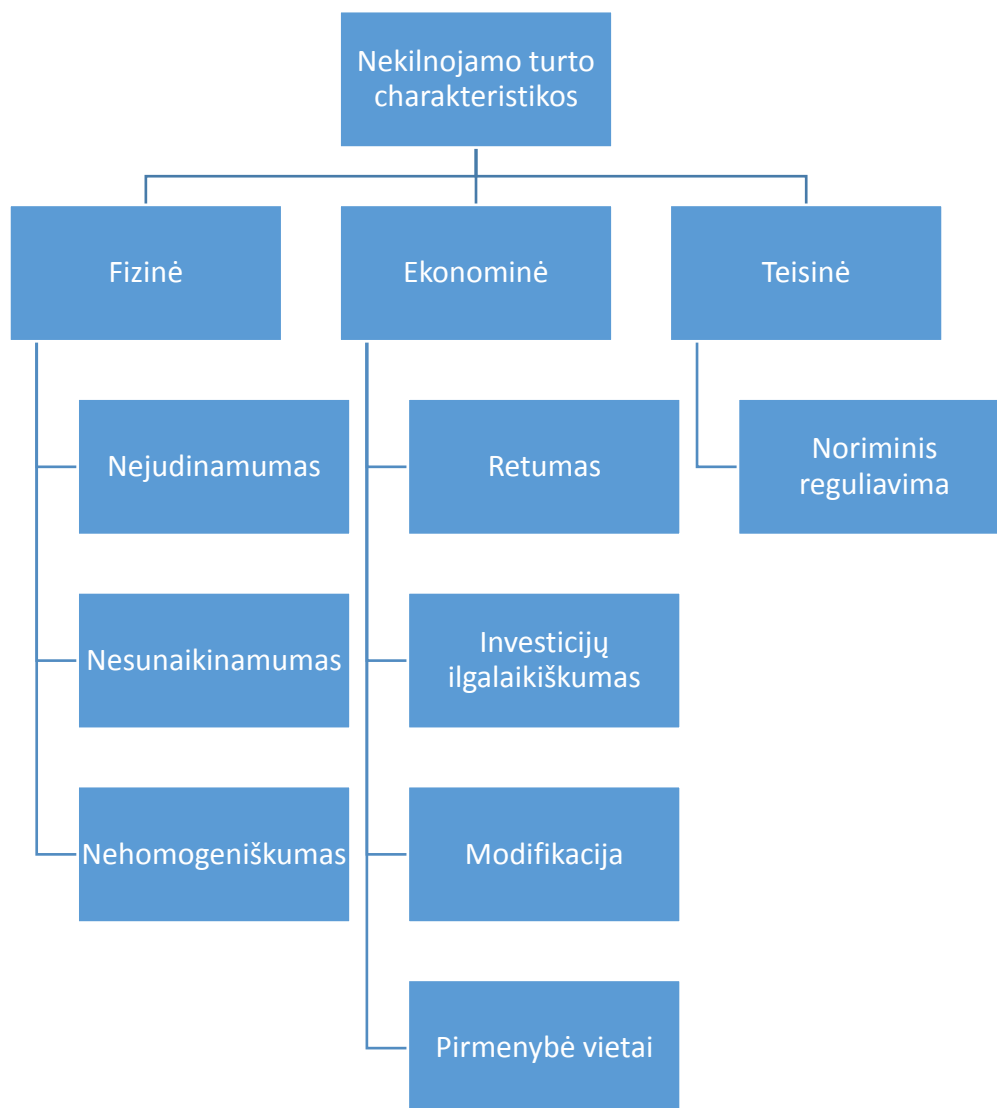 Nekilnojamo turto
charakteristikos
Fizinė
Ekonominė
Teisinė
Nejudinamumas
Retumas
Noriminis
reguliavima
Nesunaikinamumas
Investicijų
ilgalaikiškumas
Nehomogeniškumas
Modifikacija
Pirmenybė vietai